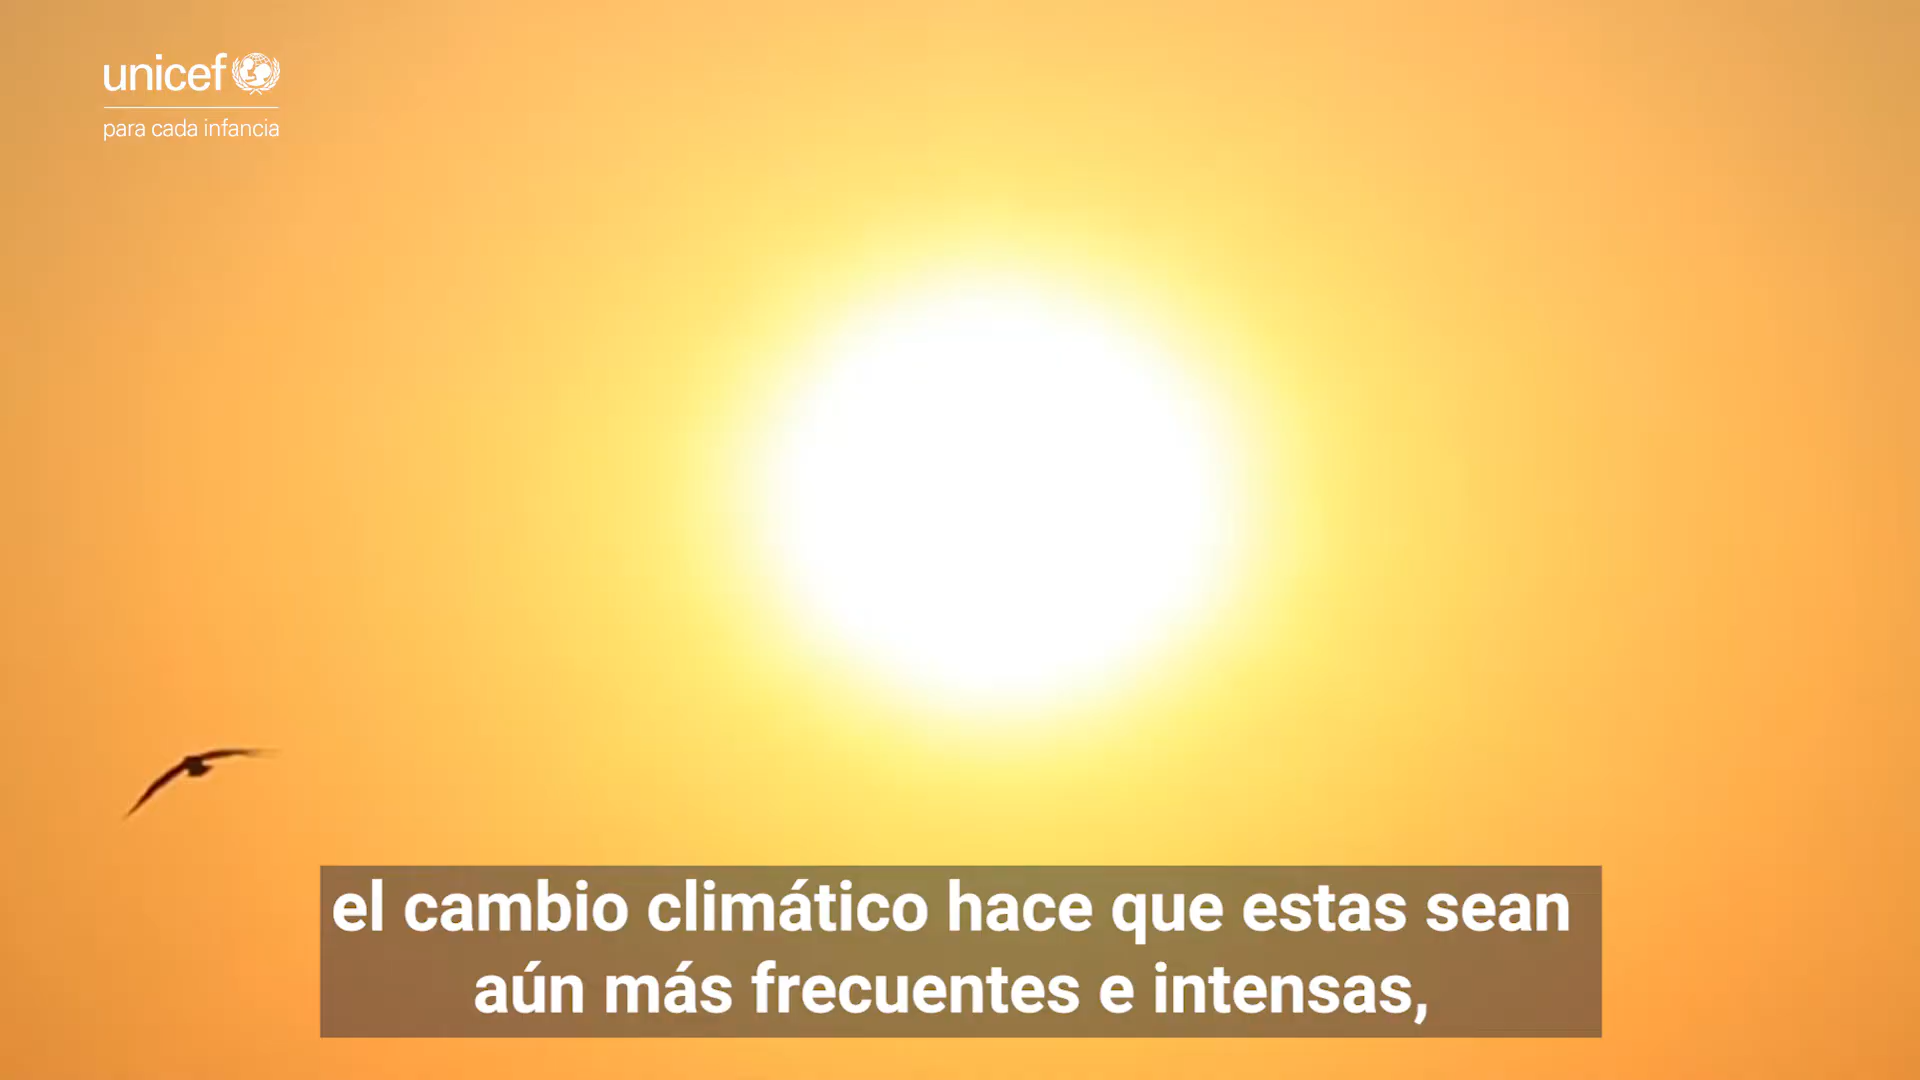 unicef
para cada infancia
el cambio climático hace que estas sean
aún más frecuentes e intensas,